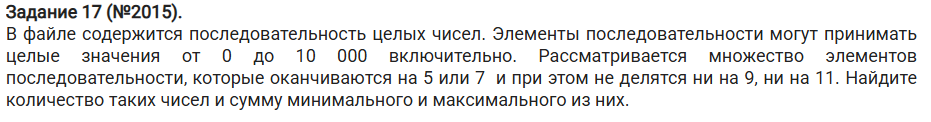 Задание 17 (№2015).
В файле содержится последовательность целых чисел. Элементы последовательности могут принимать
целые значения от 0 до 10 000 включительно. Рассматривается множество элементов
последовательности, которые оканчиваются на 5 или 7 и при этом не делятся ни на 9, ни на 11. Найдите
количество таких чисел и сумму минимального и максимального из них.